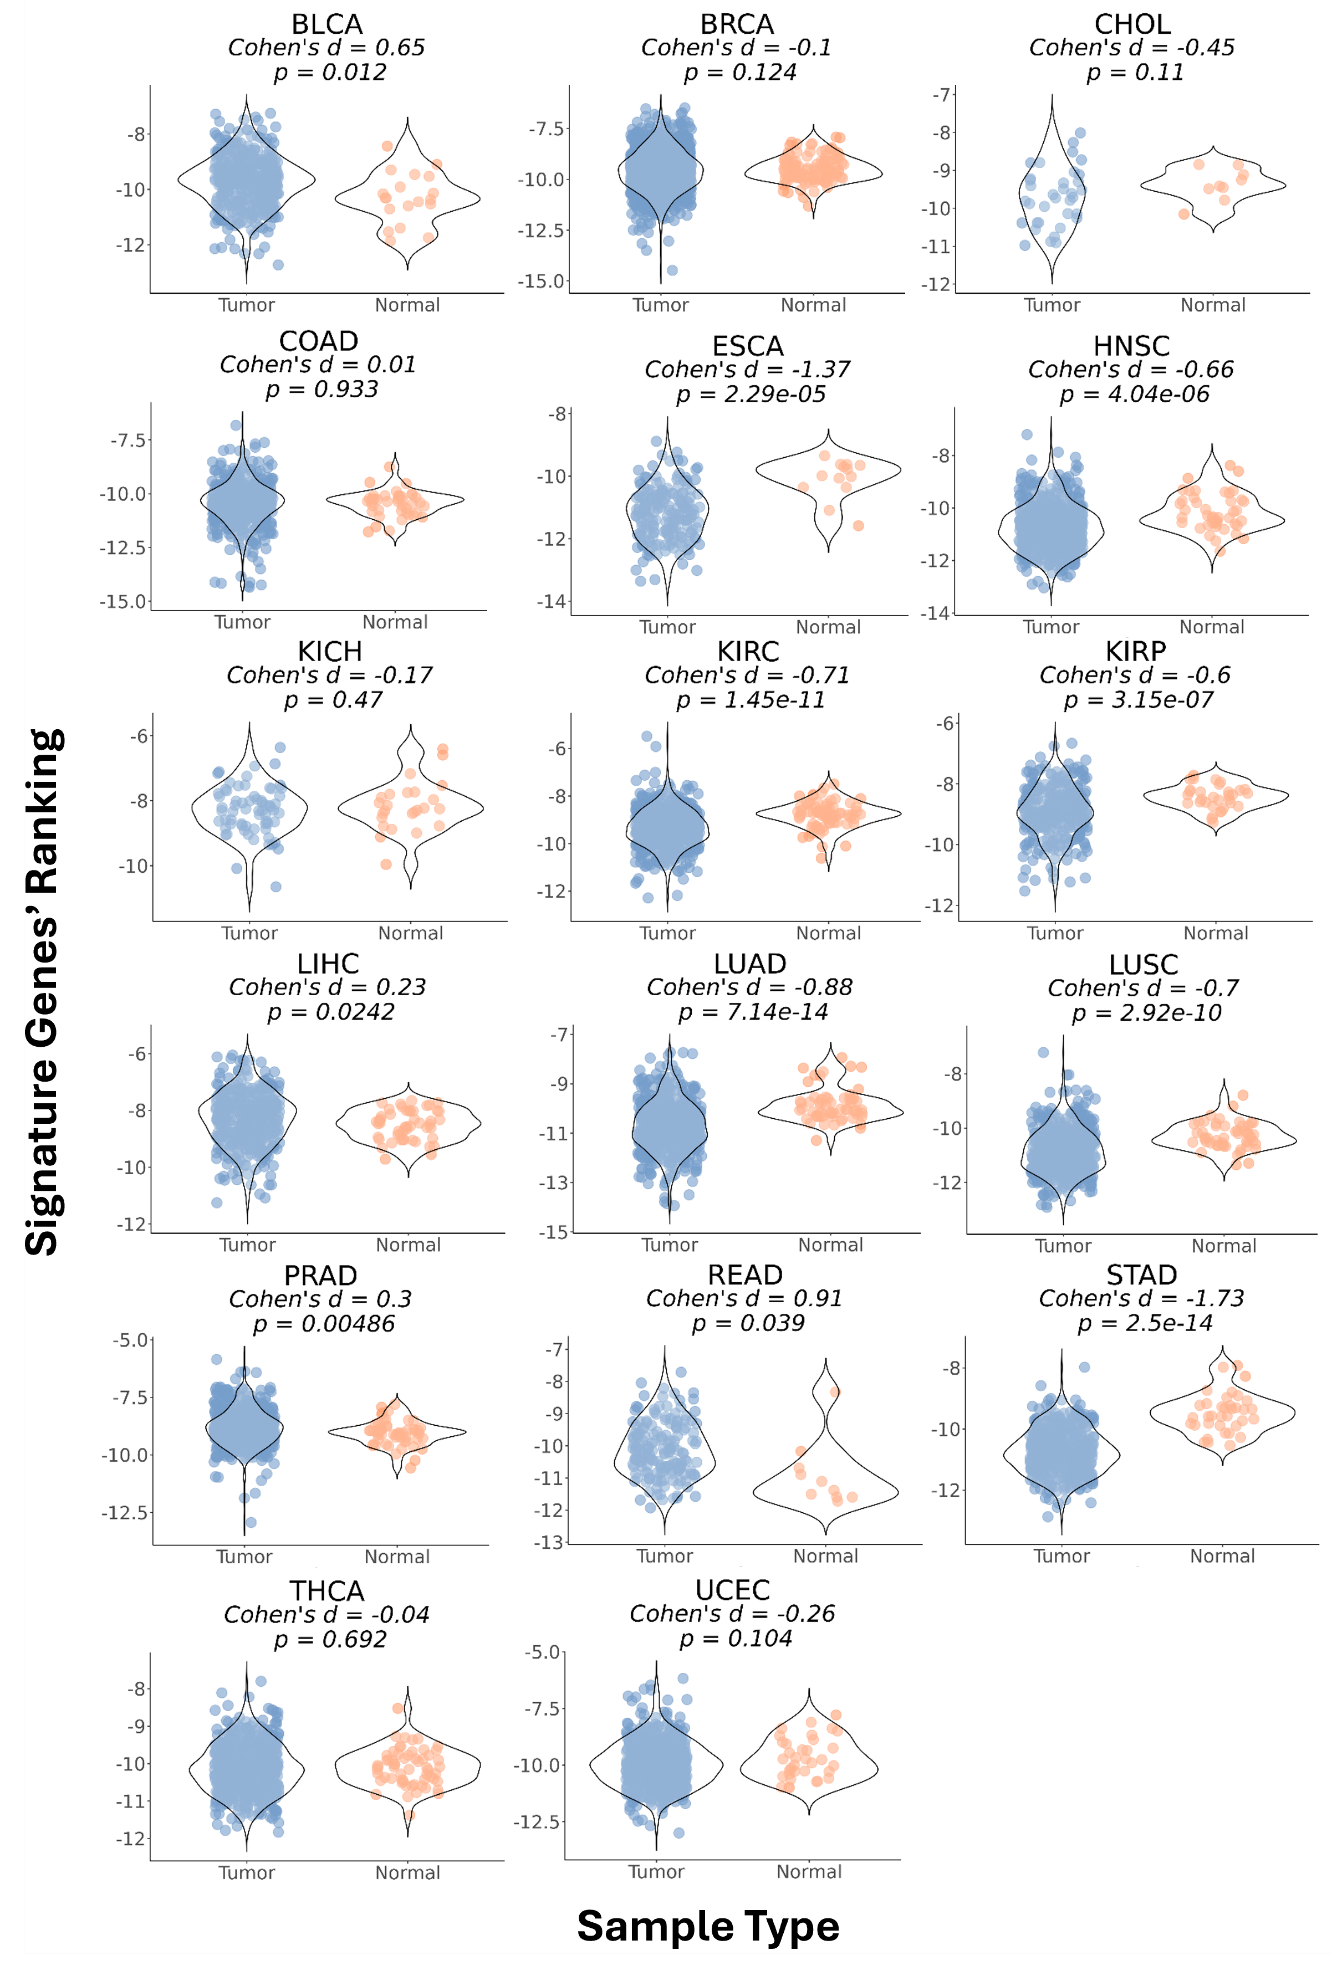 BLCA
Cohen's d = 0.65
p = 0.012
-8
-10
-12
Tumor
Normal
BRCA
Cohen's d = -0.1
p = 0.124
-7.5
-10.0
-12.5
-15.0
Tumor
Normal
CHOL
Cohen's d = -0.45
p = 0.11
-7
-8
-9
-10
-11
-12
Tumor
Normal
COAD
Cohen's d = 0.01
p = 0.933
-7.5
-10.0
-12.5
-15.0
Tumor
Normal
ESCA
Cohen's d = -1.37
p = 2.29e-05
-8
-10
-12
-14
Tumor
Normal
HNSC
Cohen's d = -0.66
p = 4.04e-06
-8
-10
-12
-14
Tumor
Normal
KICH
Cohen's d = -0.17
p = 0.47
-6
-8
-10
Tumor
Normal
KIRC
Cohen's d = -0.71
p = 1.45e-11
-6
-8
-10
-12
Tumor
Normal
KIRP
Cohen's d = -0.6
p = 3.15e-07
-6
-8
-10
-12
Tumor
Normal
Signature Genes’ Ranking
LIHC
Cohen's d = 0.23
p = 0.0242
-6
-8
-10
-12
Tumor
Normal
LUAD
Cohen's d = -0.88
p = 7.14e-14
-7
-9
-11
-13
-15
Tumor
Normal
LUSC
Cohen's d = -0.7
p = 2.92e-10
-8
-10
-12
Tumor
Normal
PRAD
Cohen's d = 0.3
p = 0.00486
-5.0
-7.5
-10.0
-12.5
Tumor
Normal
READ
Cohen's d = 0.91
p = 0.039
-7
-8
-9
-10
-11
-12
-13
Tumor
Normal
STAD
Cohen's d = -1.73
p = 2.5e-14
-8
-10
-12
Tumor
Normal
THCA
Cohen's d = -0.04
p = 0.692
-8
-9
-10
-11
-12
Tumor
Normal
UCEC
Cohen's d = -0.26
p = 0.104
-5.0
-7.5
-10.0
-12.5
Tumor
Normal
Sample Type